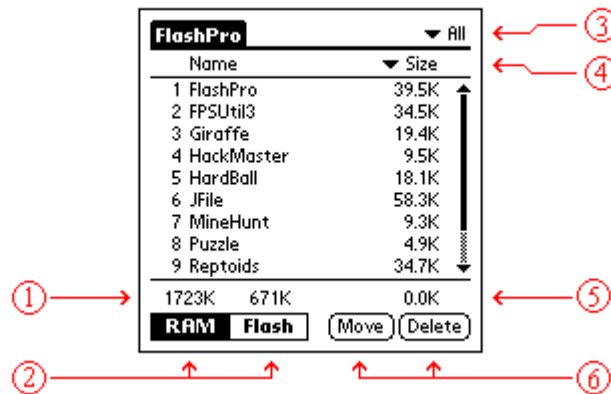 FlashPro ▼ All ③
Name ▼ Size ④
1 FlashPro 39.5K
2 FPSUtil3 34.5K
3 Giraffe 19.4K
4 HackMaster 9.5K
5 HardBall 18.1K
6 JFile 58.3K
7 MineHunt 9.3K
8 Puzzle 4.9K
9 Reptoids 34.7K
① 1723K 671K 0.0K ⑤
RAM Flash Move Delete
② ⑥